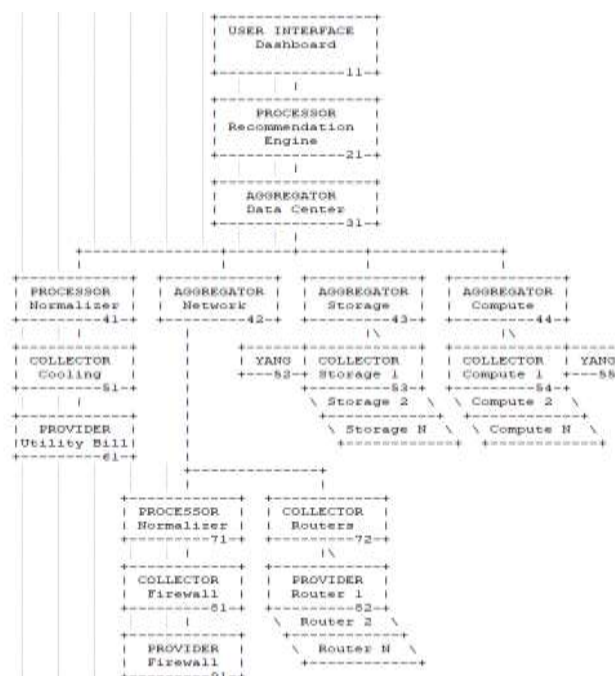 USER INTERFACE
Dashboard
11
PROCESSOR
Recommendation
Engine
21
AGGREGATOR
Data Center
31
PROCESSOR AGGREGATOR AGGREGATOR AGGREGATOR
Normalizer Network Storage Compute
41 42 43 44
COLLECTOR YANG COLLECTOR COLLECTOR YANG
Cooling 52 Storage 1 Compute 1 55
51 53 54
Storage 2 Compute 2
PROVIDER Storage N Compute N
Utility Bill
61
PROCESSOR COLLECTOR
Normalizer Routers
71 72
COLLECTOR PROVIDER
Firewall Router 1
81 82
Router 2
PROVIDER Router N
Firewall
91